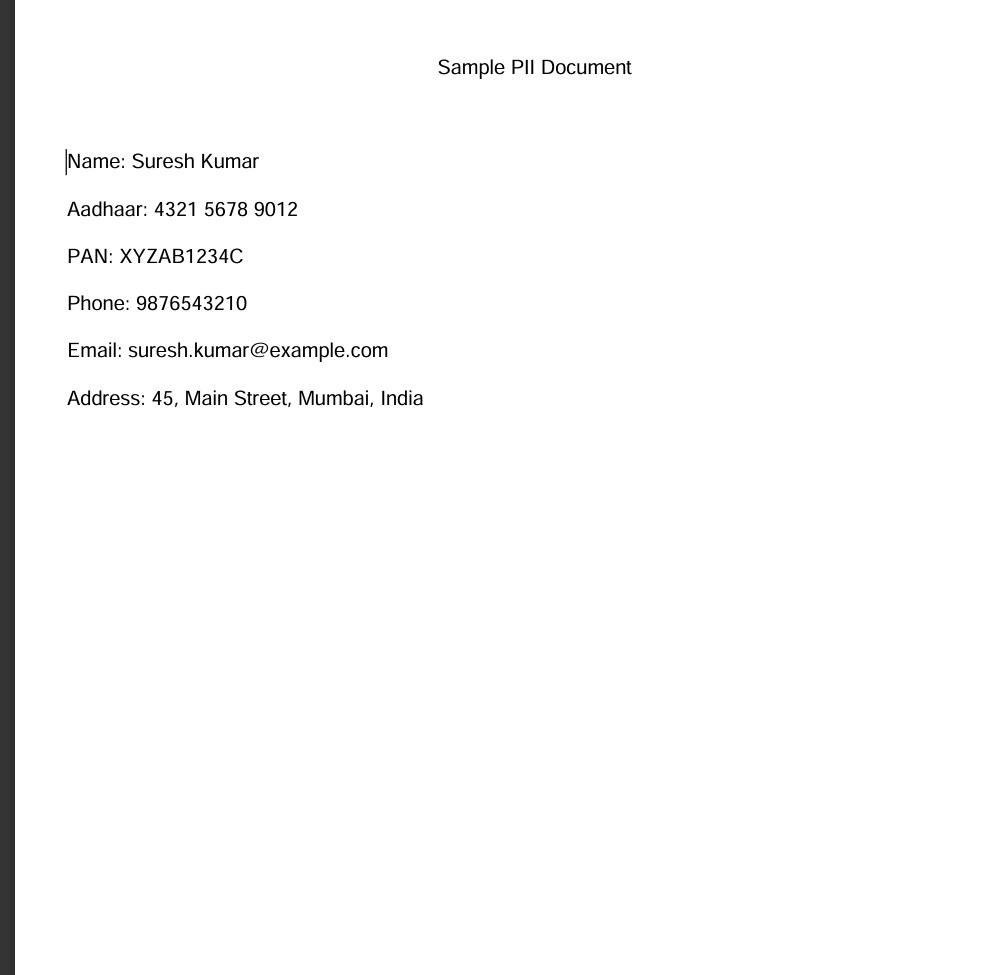 Sample PII Document
Name: Suresh Kumar
Aadhaar: 4321 5678 9012
PAN: XYZAB1234C
Phone: 9876543210
Email: suresh.kumar@example.com
Address: 45, Main Street, Mumbai, India